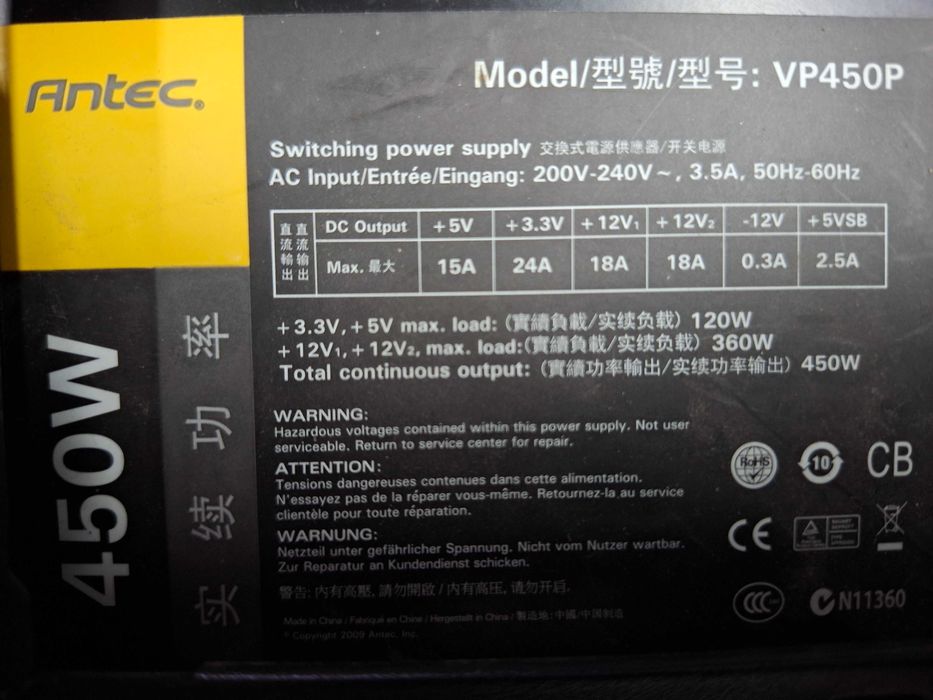 Antec®
Model/型號/型号: VP450P
Switching power supply 交換式電源供應器/开关电源
AC Input/Entrée/Eingang: 200V-240V~, 3.5A, 50Hz-60Hz
直流輸出 直流输出 DC Output +5V +3.3V +12V₁ +12V₂ -12V +5VSB
Max. 最大 15A 24A 18A 18A 0.3A 2.5A
+3.3V, +5V max. load: (實續負載/实续负载) 120W
+12V₁, +12V₂, max. load:(實續負載/实续负载) 360W
Total continuous output: (實續功率輸出/实续功率输出) 450W
450W
实续功率
WARNING:
Hazardous voltages contained within this power supply. Not user
serviceable. Return to service center for repair.
ATTENTION:
Tensions dangereuses contenues dans cette alimentation.
N'essayez pas de la réparer vous-même. Retournez-la au service
clientèle pour toute réparation.
WARNUNG:
Netzteil unter gefährlicher Spannung. Nicht vom Nutzer wartbar.
Zur Reparatur an Kundendienst schicken.
警告: 内有高壓, 請勿開啟 / 内有高压, 请勿开启.
Made in China / Fabriqué en Chine / Hergestellt in China / 製造地: 中國/中国制造
© Copyright 2009 Antec, Inc.
RoHS
10
CB
CE
CCC
N11360